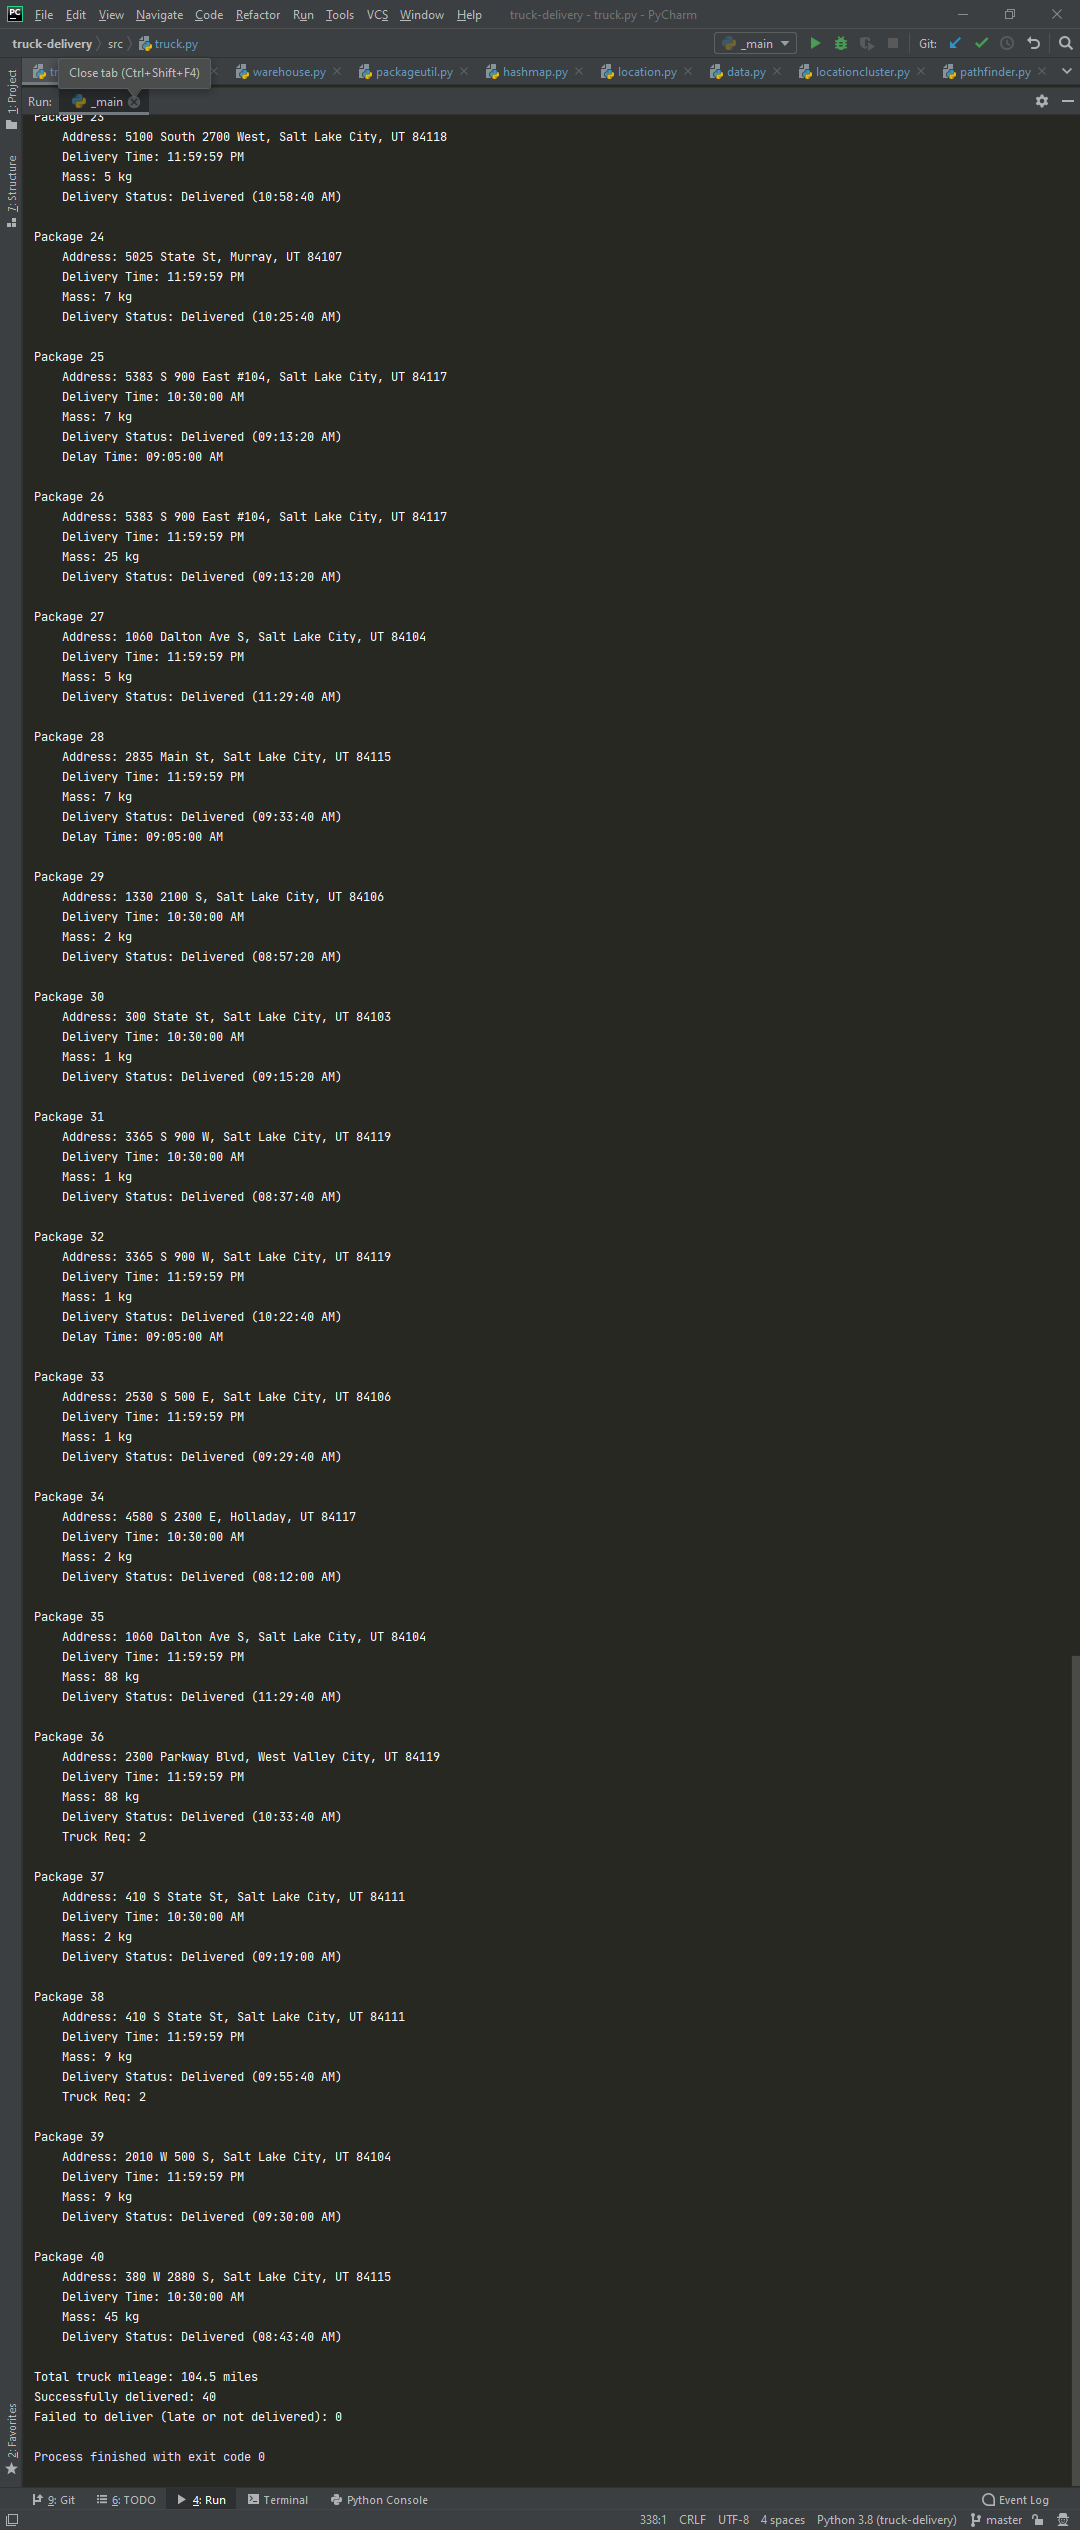 PC File Edit View Navigate Code Refactor Run Tools VCS Window Help truck-delivery - truck.py - PyCharm
truck-delivery src truck.py _main Git:
Close tab (Ctrl+Shift+F4) warehouse.py packageutil.py hashmap.py location.py data.py locationcluster.py pathfinder.py
1: Project
7: Structure
Run: _main
Package 23
Address: 5100 South 2700 West, Salt Lake City, UT 84118
Delivery Time: 11:59:59 PM
Mass: 5 kg
Delivery Status: Delivered (10:58:40 AM)
Package 24
Address: 5025 State St, Murray, UT 84107
Delivery Time: 11:59:59 PM
Mass: 7 kg
Delivery Status: Delivered (10:25:40 AM)
Package 25
Address: 5383 S 900 East #104, Salt Lake City, UT 84117
Delivery Time: 10:30:00 AM
Mass: 7 kg
Delivery Status: Delivered (09:13:20 AM)
Delay Time: 09:05:00 AM
Package 26
Address: 5383 S 900 East #104, Salt Lake City, UT 84117
Delivery Time: 11:59:59 PM
Mass: 25 kg
Delivery Status: Delivered (09:13:20 AM)
Package 27
Address: 1060 Dalton Ave S, Salt Lake City, UT 84104
Delivery Time: 11:59:59 PM
Mass: 5 kg
Delivery Status: Delivered (11:29:40 AM)
Package 28
Address: 2835 Main St, Salt Lake City, UT 84115
Delivery Time: 11:59:59 PM
Mass: 7 kg
Delivery Status: Delivered (09:33:40 AM)
Delay Time: 09:05:00 AM
Package 29
Address: 1330 2100 S, Salt Lake City, UT 84106
Delivery Time: 10:30:00 AM
Mass: 2 kg
Delivery Status: Delivered (08:57:20 AM)
Package 30
Address: 300 State St, Salt Lake City, UT 84103
Delivery Time: 10:30:00 AM
Mass: 1 kg
Delivery Status: Delivered (09:15:20 AM)
Package 31
Address: 3365 S 900 W, Salt Lake City, UT 84119
Delivery Time: 10:30:00 AM
Mass: 1 kg
Delivery Status: Delivered (08:37:40 AM)
Package 32
Address: 3365 S 900 W, Salt Lake City, UT 84119
Delivery Time: 11:59:59 PM
Mass: 1 kg
Delivery Status: Delivered (10:22:40 AM)
Delay Time: 09:05:00 AM
Package 33
Address: 2530 S 500 E, Salt Lake City, UT 84106
Delivery Time: 11:59:59 PM
Mass: 1 kg
Delivery Status: Delivered (09:29:40 AM)
Package 34
Address: 4580 S 2300 E, Holladay, UT 84117
Delivery Time: 10:30:00 AM
Mass: 2 kg
Delivery Status: Delivered (08:12:00 AM)
Package 35
Address: 1060 Dalton Ave S, Salt Lake City, UT 84104
Delivery Time: 11:59:59 PM
Mass: 88 kg
Delivery Status: Delivered (11:29:40 AM)
Package 36
Address: 2300 Parkway Blvd, West Valley City, UT 84119
Delivery Time: 11:59:59 PM
Mass: 88 kg
Delivery Status: Delivered (10:33:40 AM)
Truck Req: 2
Package 37
Address: 410 S State St, Salt Lake City, UT 84111
Delivery Time: 10:30:00 AM
Mass: 2 kg
Delivery Status: Delivered (09:19:00 AM)
Package 38
Address: 410 S State St, Salt Lake City, UT 84111
Delivery Time: 11:59:59 PM
Mass: 9 kg
Delivery Status: Delivered (09:55:40 AM)
Truck Req: 2
Package 39
Address: 2010 W 500 S, Salt Lake City, UT 84104
Delivery Time: 11:59:59 PM
Mass: 9 kg
Delivery Status: Delivered (09:30:00 AM)
Package 40
Address: 380 W 2880 S, Salt Lake City, UT 84115
Delivery Time: 10:30:00 AM
Mass: 45 kg
Delivery Status: Delivered (08:43:40 AM)
Total truck mileage: 104.5 miles
Successfully delivered: 40
Failed to deliver (late or not delivered): 0
Process finished with exit code 0
2: Favorites
9: Git 6: TODO 4: Run Terminal Python Console Event Log
338:1 CRLF UTF-8 4 spaces Python 3.8 (truck-delivery) master